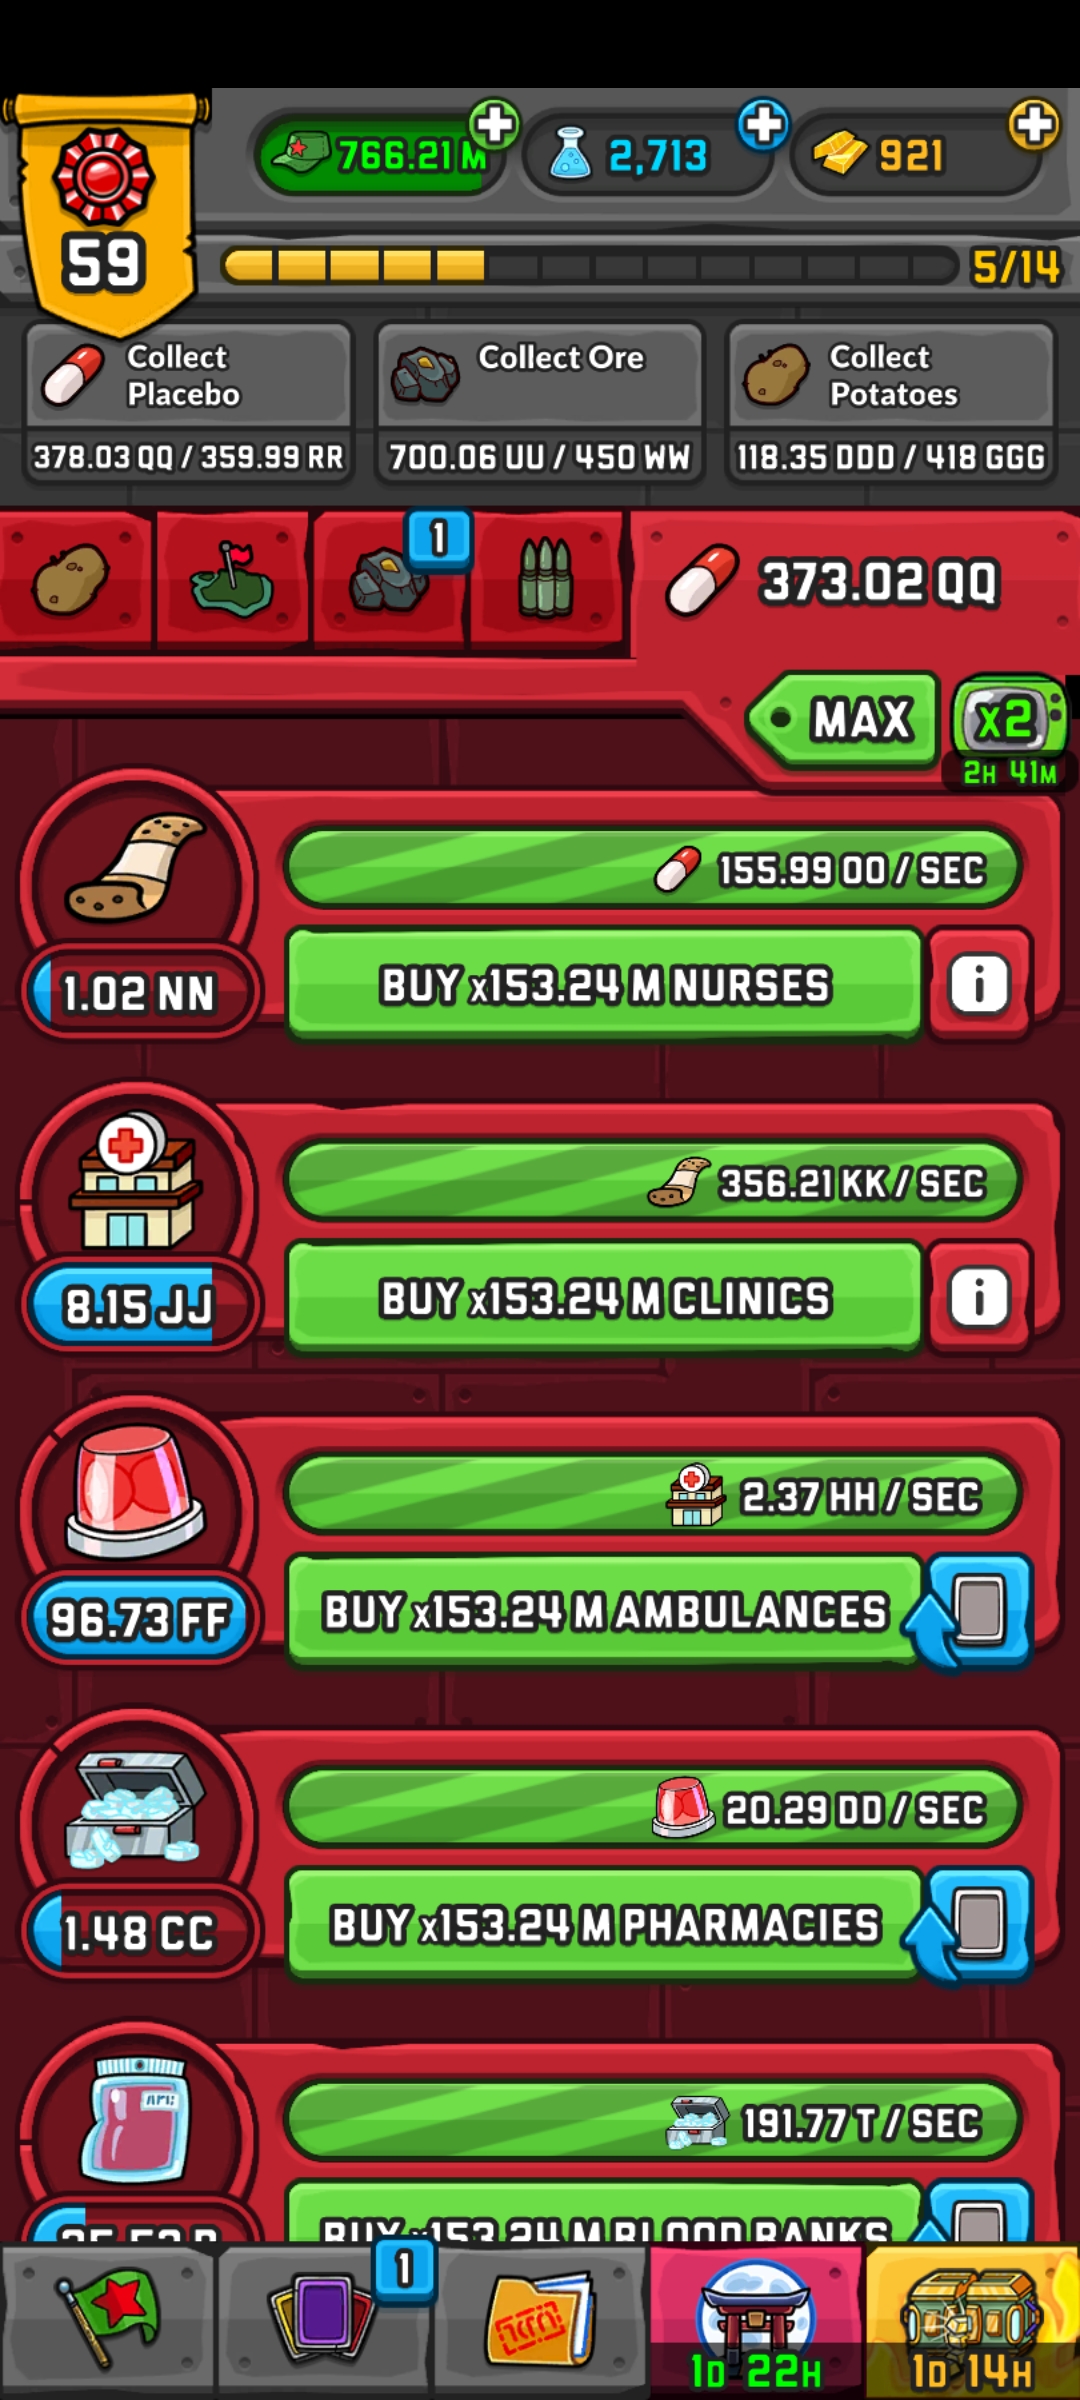 766.21 M
2,713
921
59
5/14
Collect Placebo
378.03 QQ / 359.99 RR
Collect Ore
700.06 UU / 450 WW
Collect Potatoes
118.35 DDD / 418 GGG
1
373.02 QQ
MAX
x2
2H 41M
155.99 OO / SEC
1.02 NN
BUY x153.24 M NURSES
i
356.21 KK / SEC
8.15 JJ
BUY x153.24 M CLINICS
i
2.37 HH / SEC
96.73 FF
BUY x153.24 M AMBULANCES
20.29 DD / SEC
1.48 CC
BUY x153.24 M PHARMACIES
191.77 T / SEC
BUY x153.24 M BLOOD BANKS
1
1D 22H
1D 14H